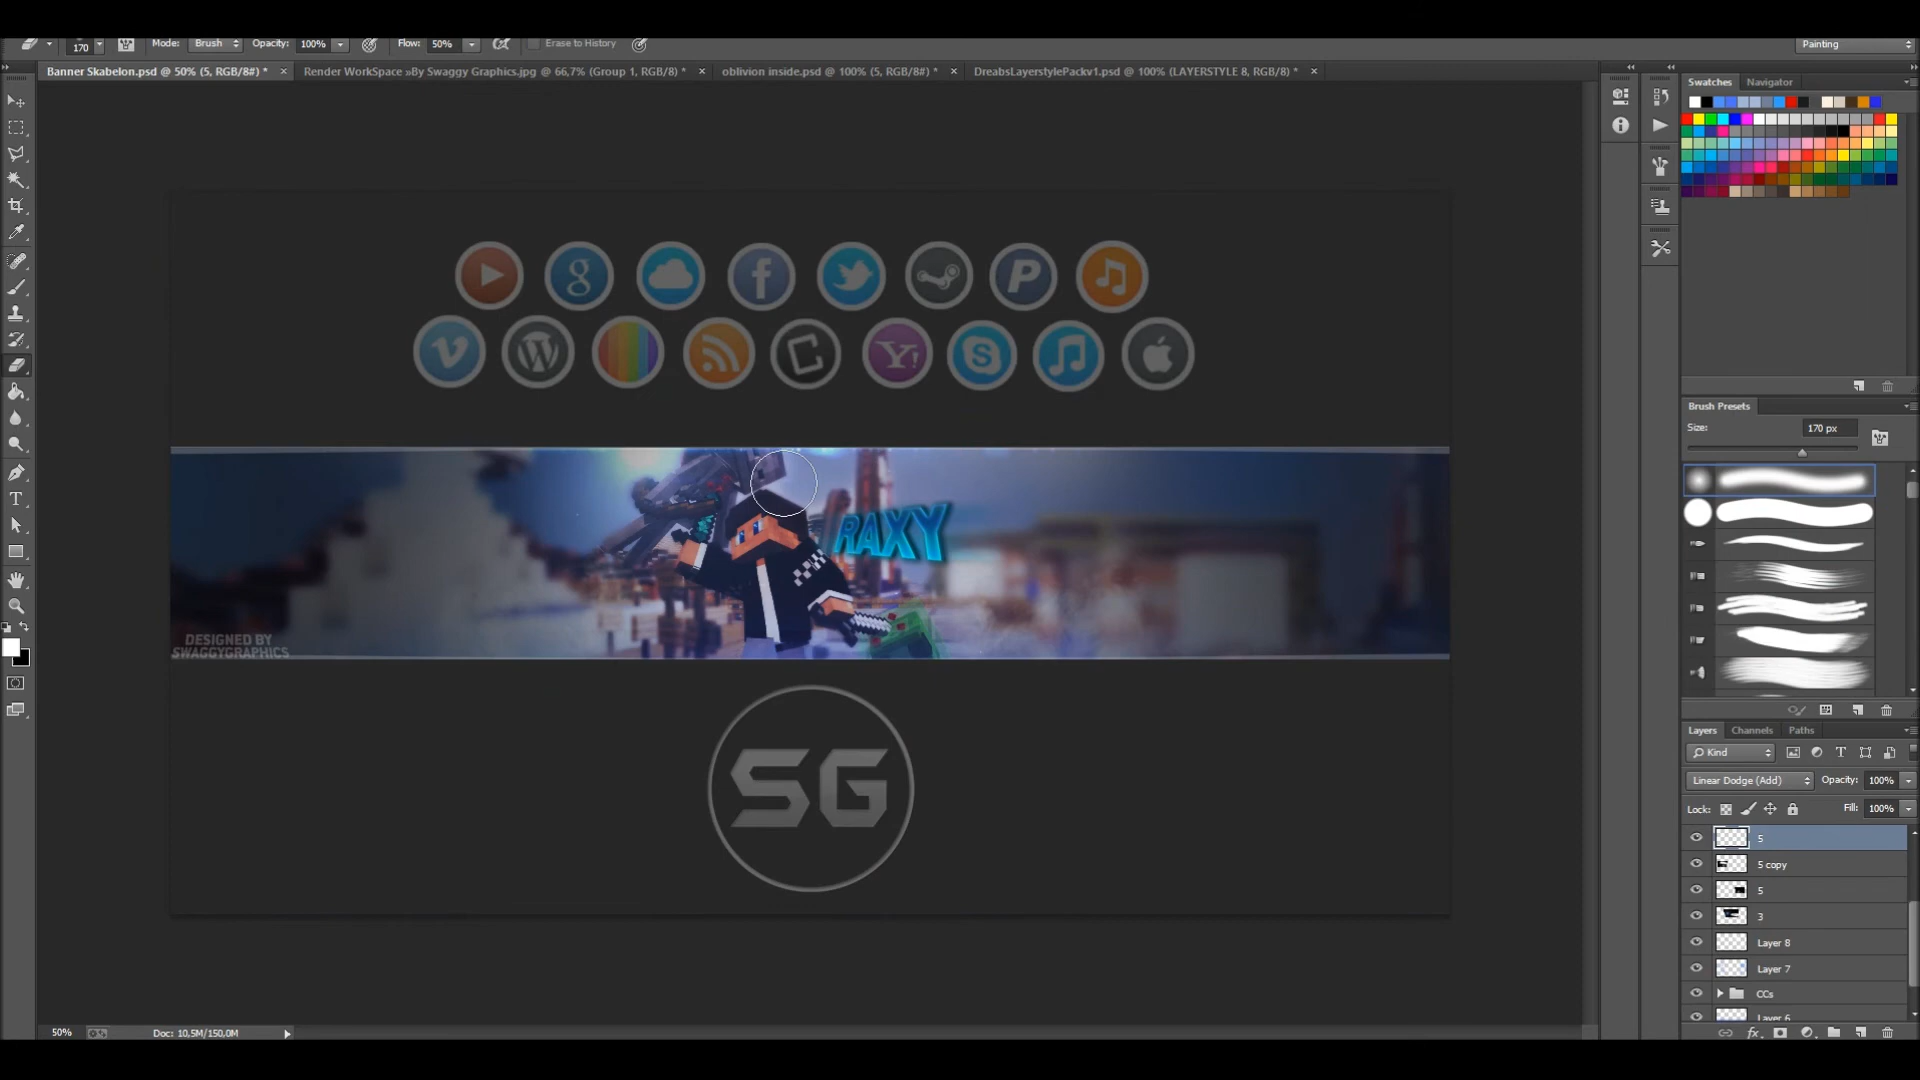 170 Mode: Brush Opacity: 100% Flow: 50% Erase to History Painting
Banner Skabelon.psd @ 50% (5, RGB/8#) * × Render WorkSpace »By Swaggy Graphics.jpg @ 66,7% (Group 1, RGB/8) * × oblivion inside.psd @ 100% (5, RGB/8#) * × DreabsLayerstylePackv1.psd @ 100% (LAYERSTYLE 8, RGB/8) * ×
Swatches Navigator
Brush Presets
Size: 170 px
g f P
V W C Y! S
RAXY
DESIGNED BY
SWAGGYGRAPHICS
SG
T
Layers Channels Paths
Kind T
Linear Dodge (Add) Opacity: 100%
Lock: Fill: 100%
5
5 copy
5
3
Layer 8
Layer 7
CCs
Layer 6
fx
50% Doc: 10,5M/150,0M